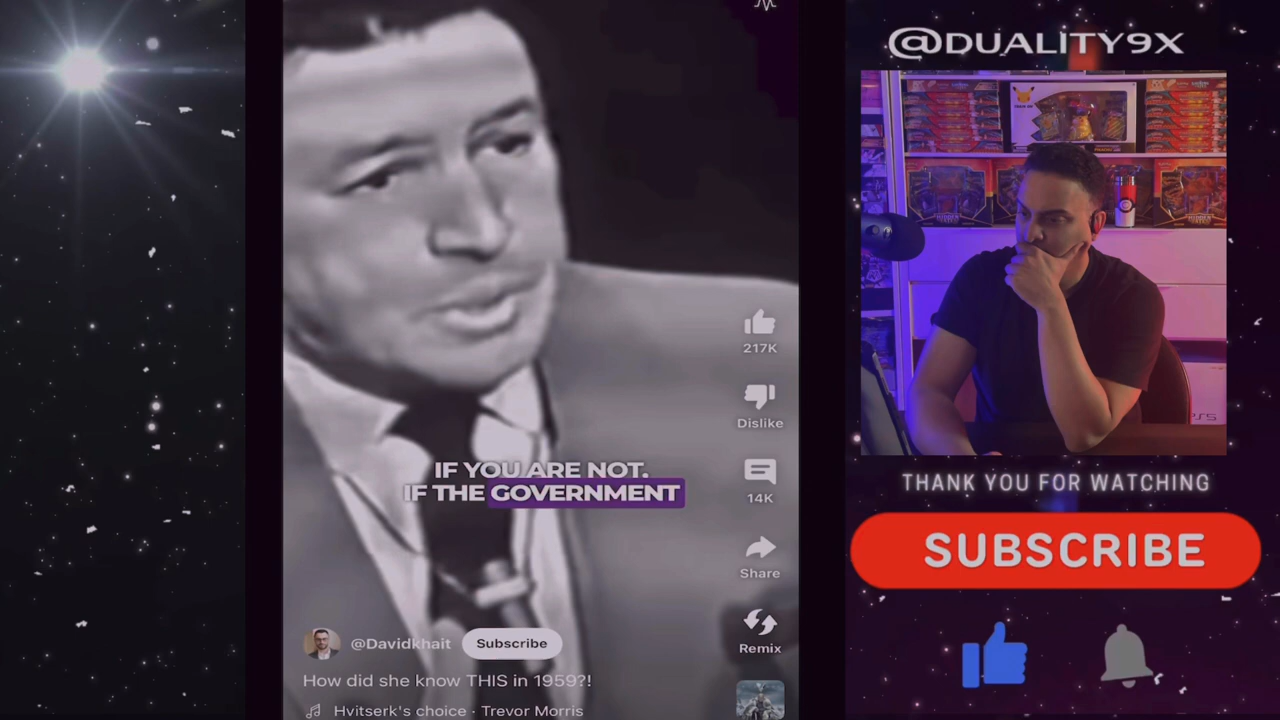 @DUALITY9X
IF YOU ARE NOT.
IF THE GOVERNMENT
217K
Dislike
14K
Share
Remix
@Davidkhait
Subscribe
How did she know THIS in 1959?!
Hvitserk's choice · Trevor Morris
THANK YOU FOR WATCHING
SUBSCRIBE
PS5